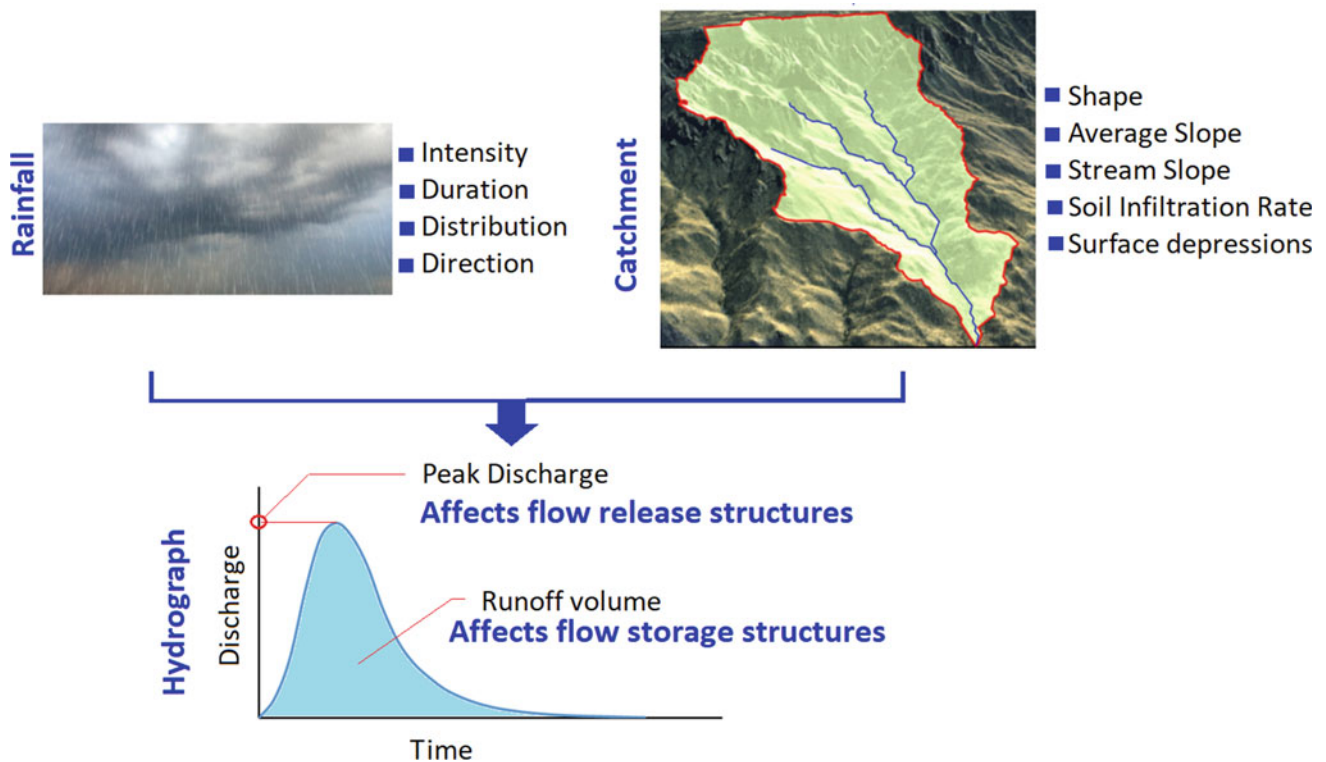 Rainfall
Intensity
Duration
Distribution
Direction
Catchment
Shape
Average Slope
Stream Slope
Soil Infiltration Rate
Surface depressions
Hydrograph
Discharge
Peak Discharge
Affects flow release structures
Runoff volume
Affects flow storage structures
Time